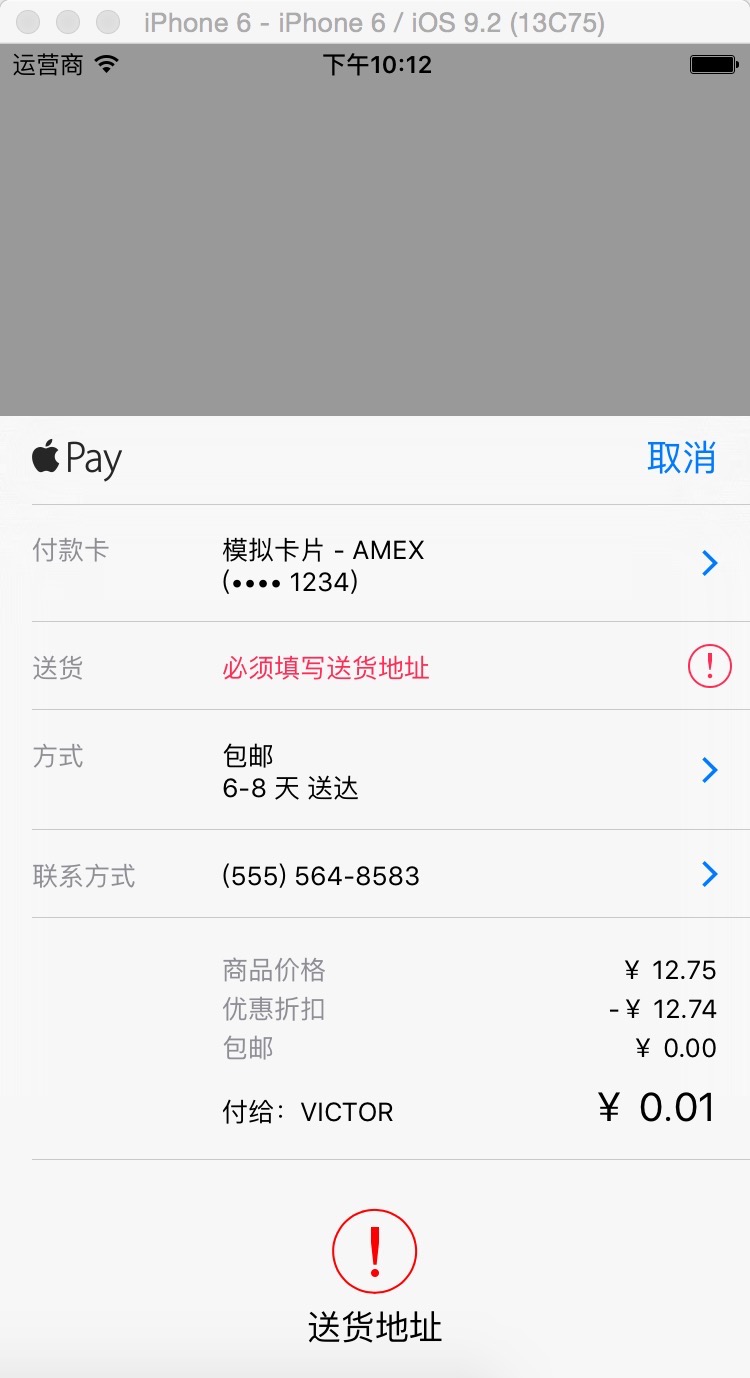 iPhone 6 - iPhone 6 / iOS 9.2 (13C75)
运营商 下午10:12
Pay 取消
付款卡 模拟卡片 - AMEX
(•••• 1234)
送货 必须填写送货地址
方式 包邮
6-8 天 送达
联系方式 (555) 564-8583
商品价格 ¥ 12.75
优惠折扣 -¥ 12.74
包邮 ¥ 0.00
付给：VICTOR ¥ 0.01
送货地址